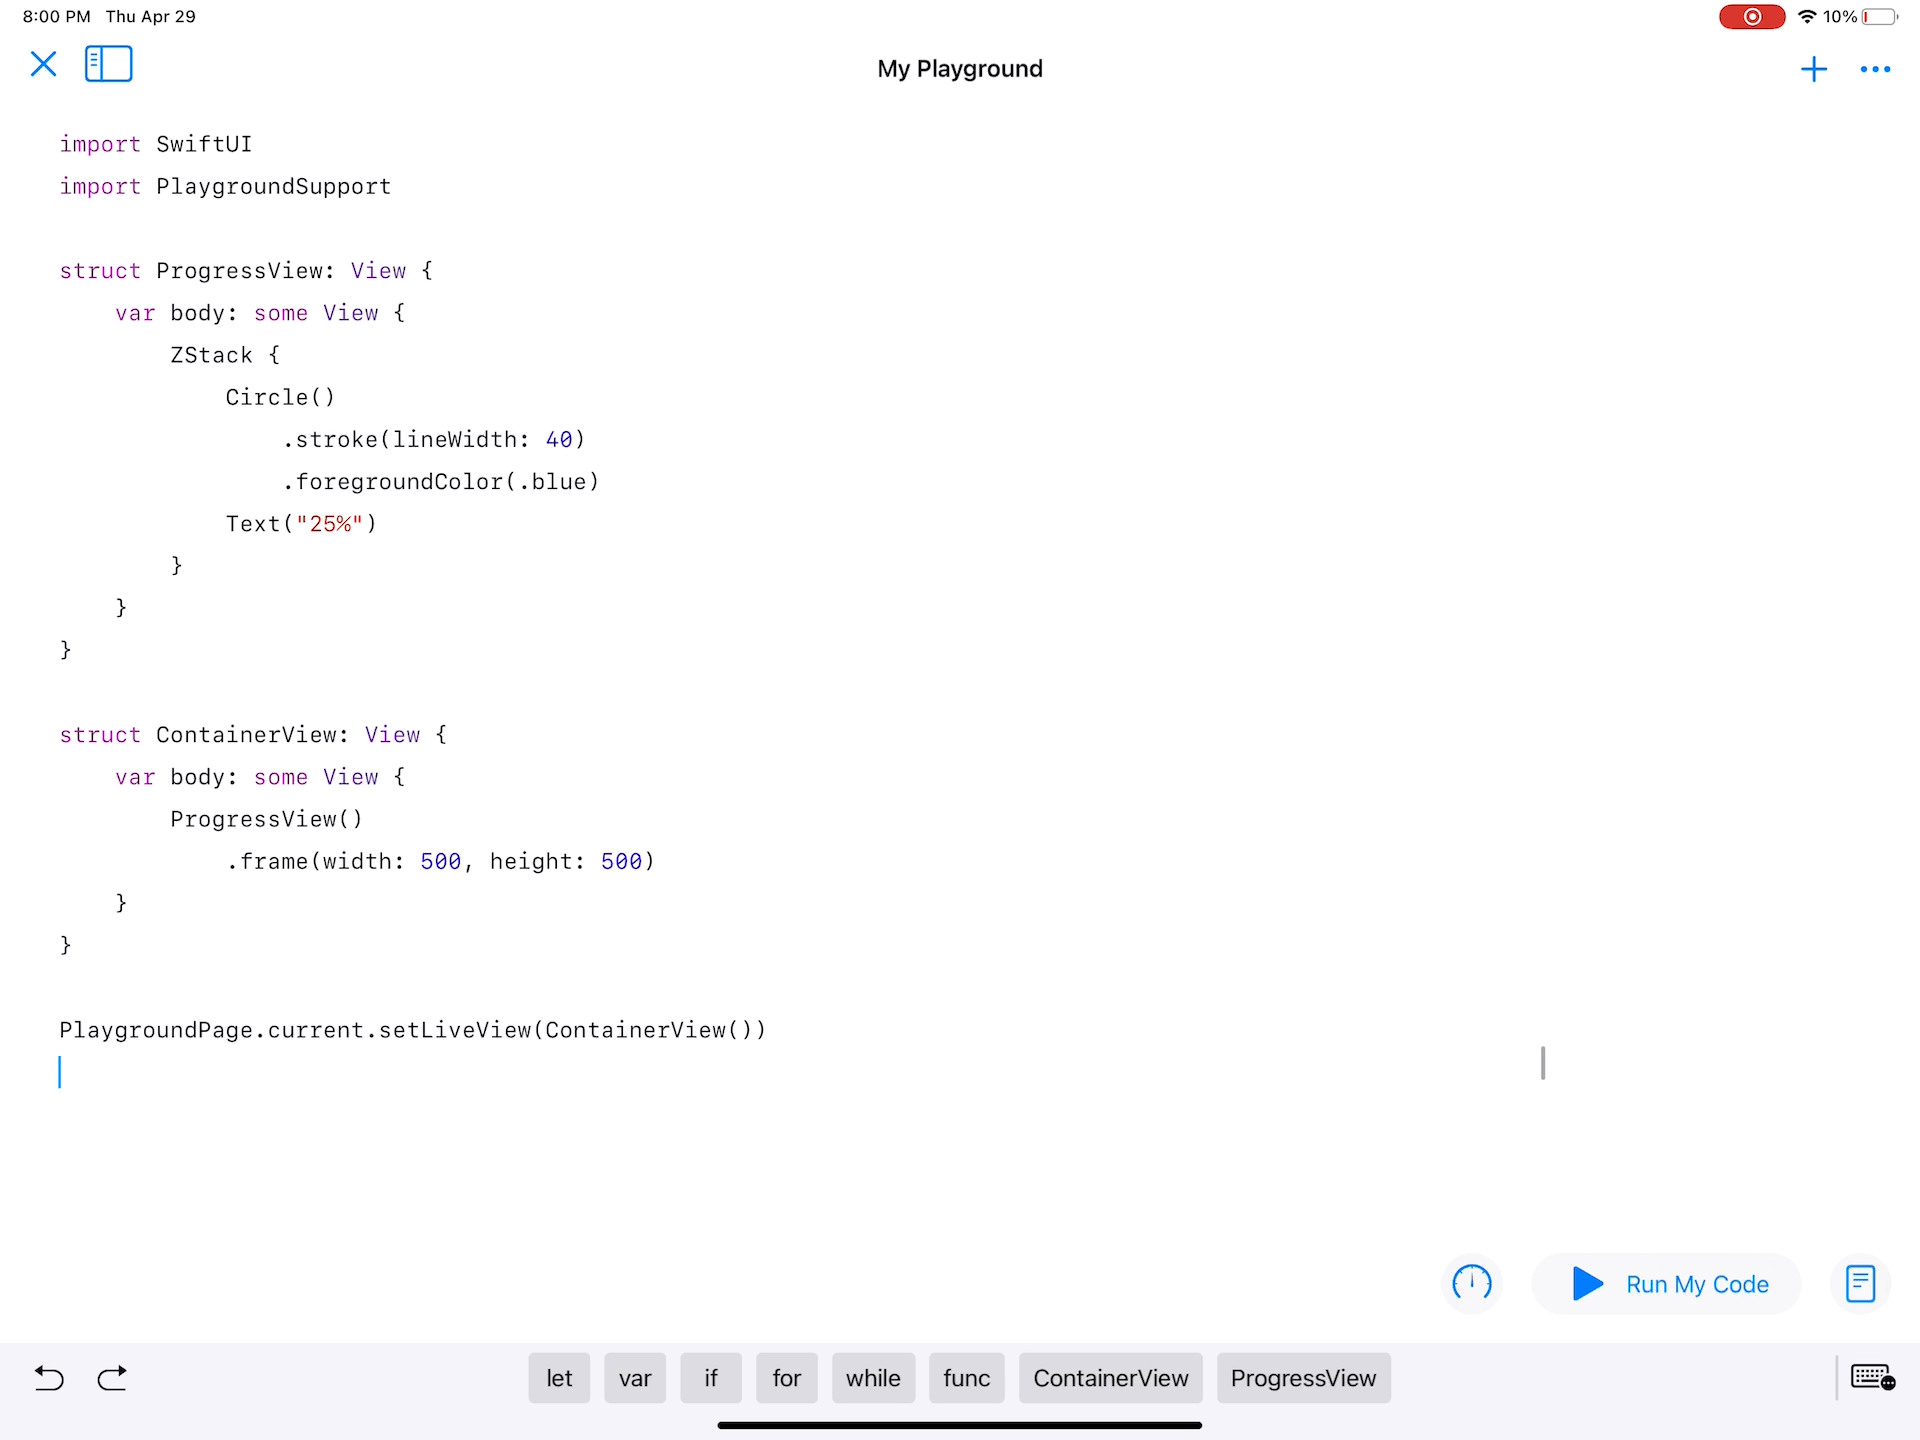 8:00 PM Thu Apr 29
10%
My Playground
import SwiftUI
import PlaygroundSupport
struct ProgressView: View {
    var body: some View {
        ZStack {
            Circle()
                .stroke(lineWidth: 40)
                .foregroundColor(.blue)
            Text("25%")
        }
    }
}
struct ContainerView: View {
    var body: some View {
        ProgressView()
            .frame(width: 500, height: 500)
    }
}
PlaygroundPage.current.setLiveView(ContainerView())
Run My Code
let var if for while func ContainerView ProgressView